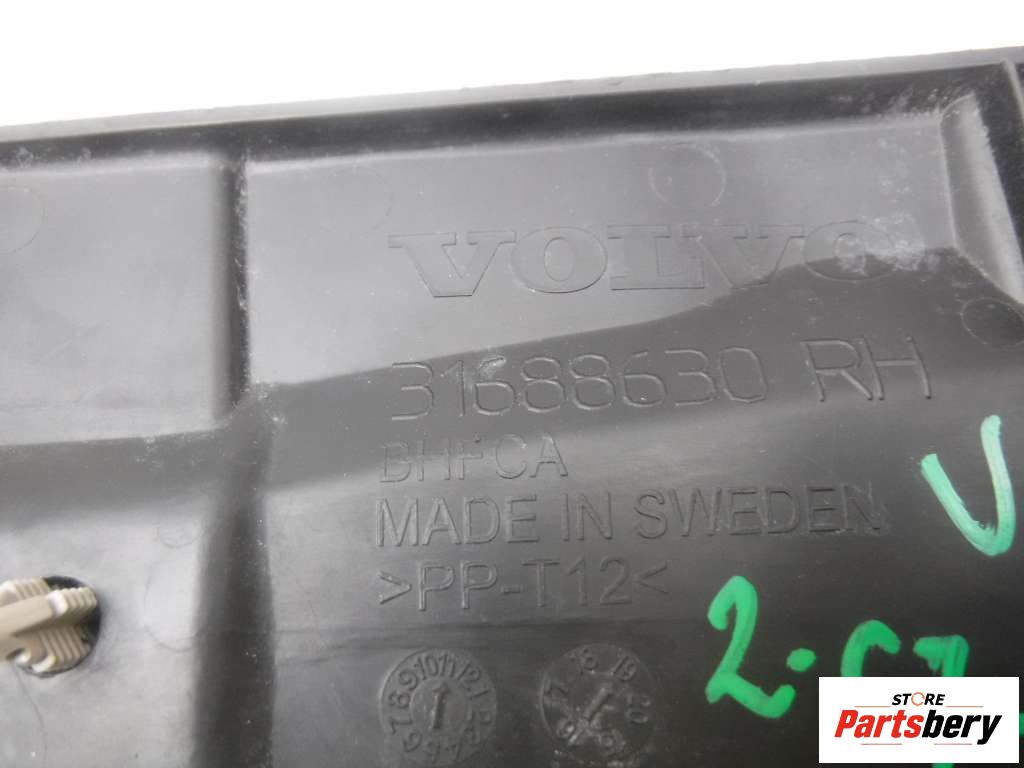 VOLVO
31688630 RH
BHFCA
MADE IN SWEDEN
>PP-T12<
V
STORE
Partsbery